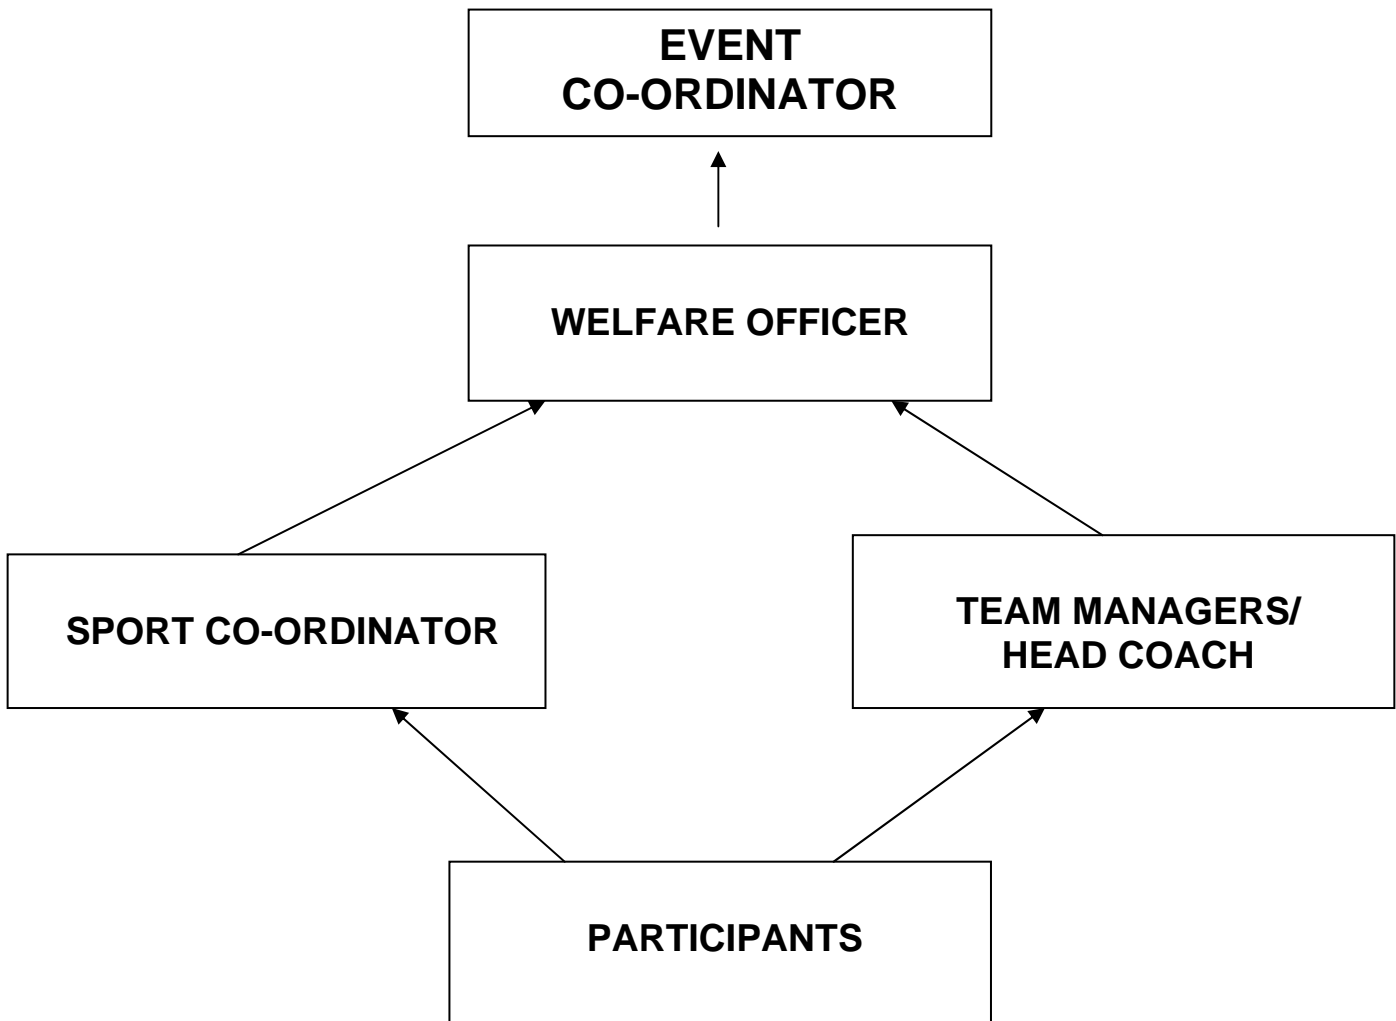 EVENT
CO-ORDINATOR
WELFARE OFFICER
SPORT CO-ORDINATOR
TEAM MANAGERS/
HEAD COACH
PARTICIPANTS